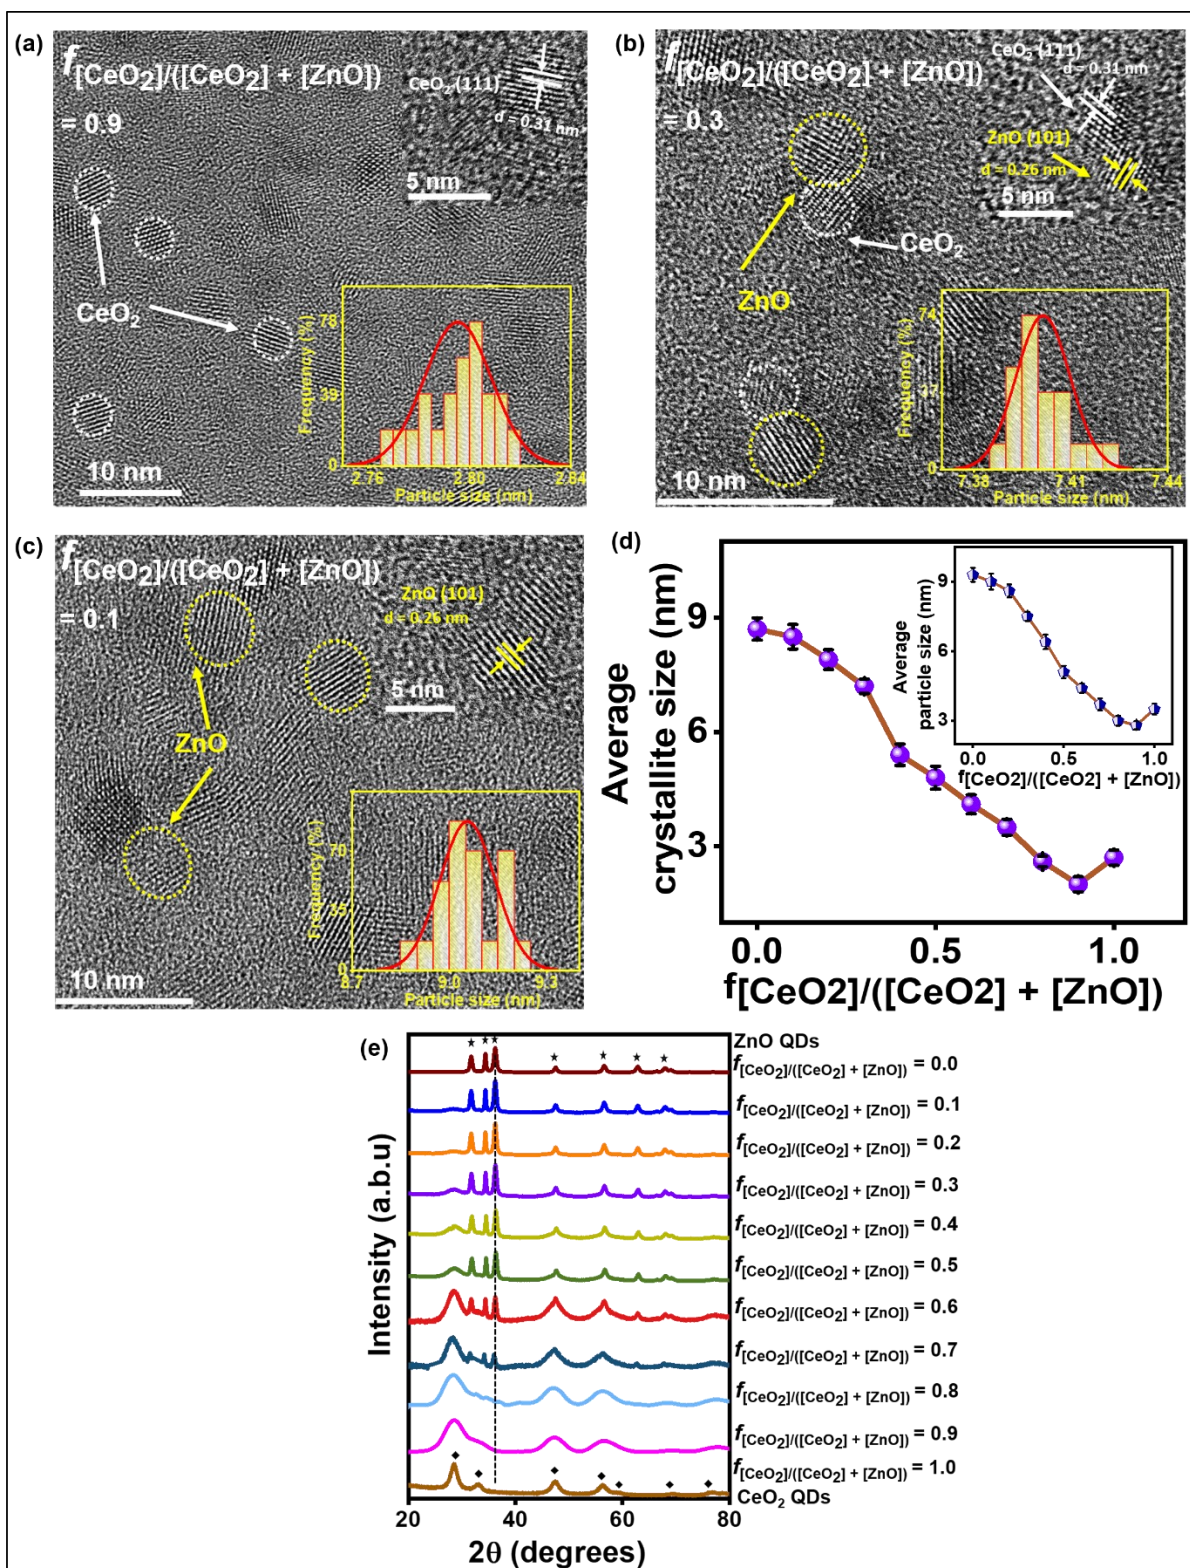 (a)
f[CeO2]/([CeO2] + [ZnO])
= 0.9
CeO2 (111)
d = 0.31 nm
5 nm
CeO2
10 nm
Frequency (%)
78
39
0
2.76
2.80
2.84
Particle size (nm)
(b)
f[CeO2]/([CeO2] + [ZnO])
= 0.3
CeO2 (111)
d = 0.31 nm
ZnO (101)
d = 0.26 nm
5 nm
CeO2
ZnO
10 nm
Frequency (%)
74
37
0
7.38
7.41
7.44
Particle size (nm)
(c)
f[CeO2]/([CeO2] + [ZnO])
= 0.1
ZnO (101)
d = 0.26 nm
5 nm
ZnO
10 nm
Frequency (%)
70
35
0
8.7
9.0
9.3
Particle size (nm)
(d)
Average
crystallite size (nm)
9
6
3
0.0
0.5
1.0
f[CeO2]/([CeO2] + [ZnO])
Average
particle size (nm)
9
6
3
0.0
0.5
1.0
f[CeO2]/([CeO2] + [ZnO])
(e)
Intensity (a.b.u)
ZnO QDs
f[CeO2]/([CeO2] + [ZnO]) = 0.0
f[CeO2]/([CeO2] + [ZnO]) = 0.1
f[CeO2]/([CeO2] + [ZnO]) = 0.2
f[CeO2]/([CeO2] + [ZnO]) = 0.3
f[CeO2]/([CeO2] + [ZnO]) = 0.4
f[CeO2]/([CeO2] + [ZnO]) = 0.5
f[CeO2]/([CeO2] + [ZnO]) = 0.6
f[CeO2]/([CeO2] + [ZnO]) = 0.7
f[CeO2]/([CeO2] + [ZnO]) = 0.8
f[CeO2]/([CeO2] + [ZnO]) = 0.9
f[CeO2]/([CeO2] + [ZnO]) = 1.0
CeO2 QDs
20
40
60
80
2θ (degrees)